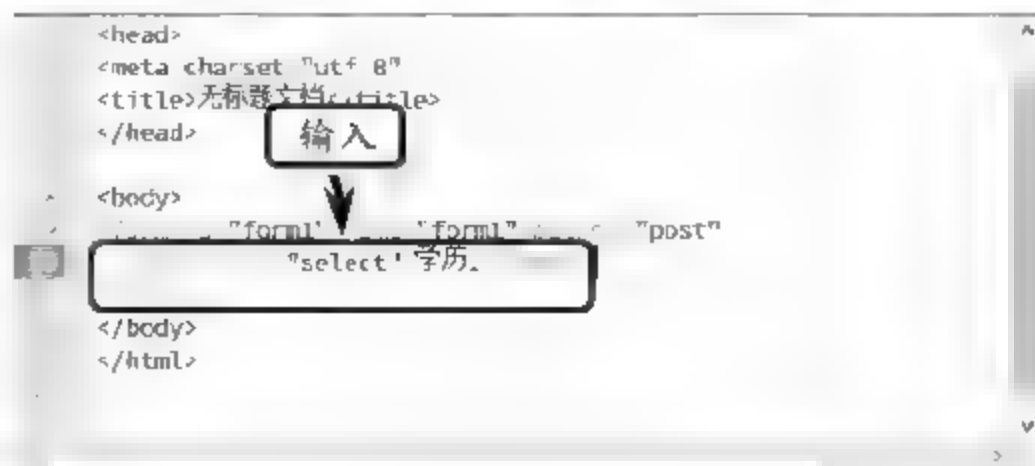 <head>
<meta charset "utf 8"
<title>无标题文档</title>
</head>
输入
<body>
"form1" "form1" "post"
"select" 学历
</body>
</html>